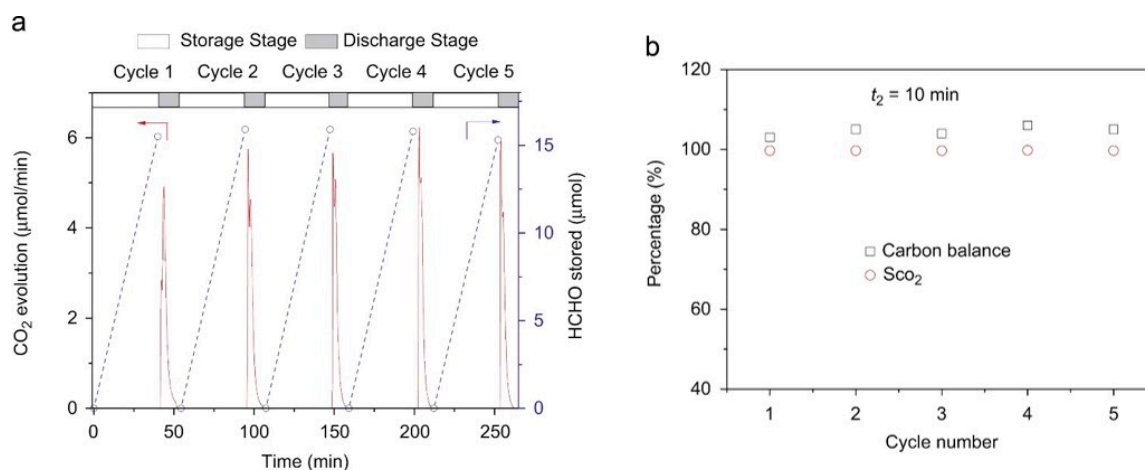 a
Storage Stage Discharge Stage
Cycle 1 Cycle 2 Cycle 3 Cycle 4 Cycle 5
6
4
2
0
CO2 evolution (μmol/min)
15
10
5
0
HCHO stored (μmol)
0 50 100 150 200 250
Time (min)
b
120
100
80
60
40
Percentage (%)
t2 = 10 min
Carbon balance
Sco2
1 2 3 4 5
Cycle number